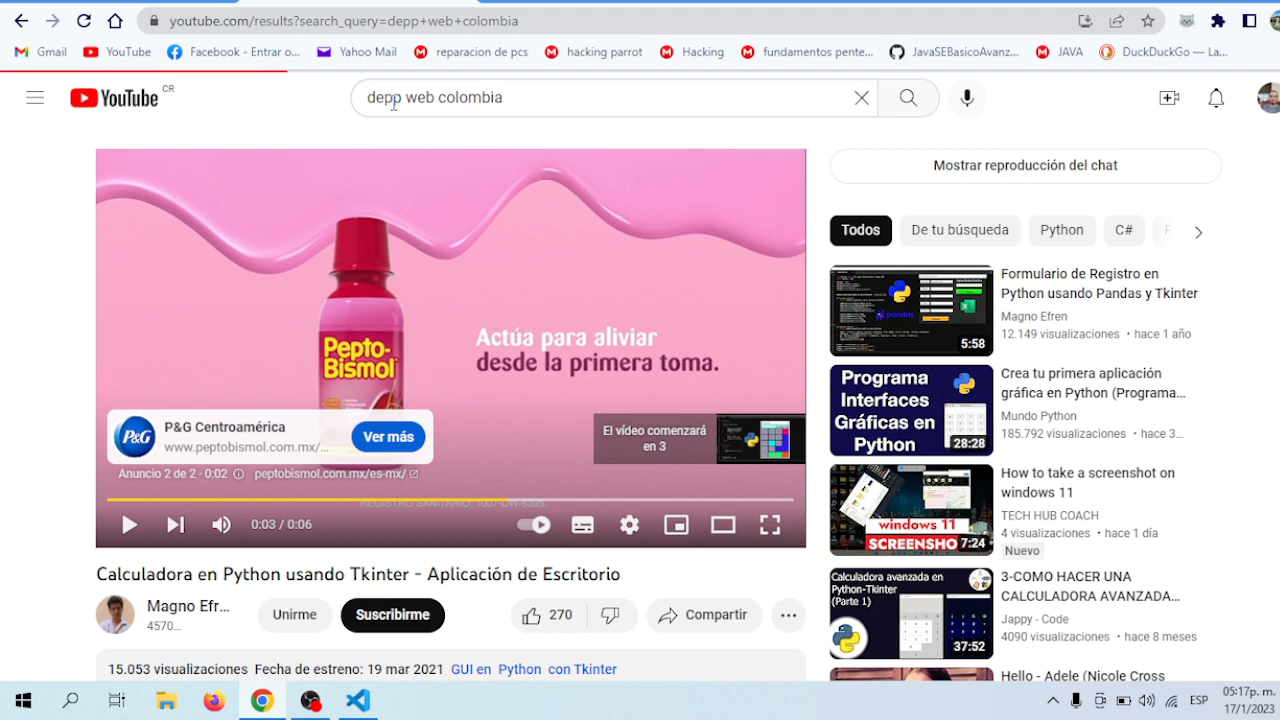 youtube.com/results?search_query=depp+web+colombia
Gmail
YouTube
Facebook - Entrar o...
Yahoo Mail
reparacion de pcs
hacking parrot
Hacking
fundamentos pente...
JavaSEBasicoAvanz...
JAVA
DuckDuckGo — La...
YouTube CR
depp web colombia
Mostrar reproducción del chat
Todos
De tu búsqueda
Python
C#
Pepto-
Bismol
Actúa para aliviar
desde la primera toma.
P&G
P&G Centroamérica
www.peptobismol.com.mx/...
Ver más
El vídeo comenzará
en 3
Anuncio 2 de 2 · 0:02
peptobismol.com.mx/es-mx/
0:03 / 0:06
Calculadora en Python usando Tkinter - Aplicación de Escritorio
Magno Efr...
4570...
Unirme
Suscribirme
270
Compartir
15.053 visualizaciones Fecha de estreno: 19 mar 2021 GUI en Python con Tkinter
pandas
5:58
Formulario de Registro en
Python usando Pandas y Tkinter
Magno Efren
12.149 visualizaciones • hace 1 año
Programa
Interfaces
Gráficas en
Python
28:28
Crea tu primera aplicación
gráfica en Python (Programa...
Mundo Python
185.792 visualizaciones • hace 3...
windows 11
SCREENSHO
7:24
How to take a screenshot on
windows 11
TECH HUB COACH
4 visualizaciones • hace 1 día
Nuevo
Calculadora avanzada en
Python-Tkinter
(Parte 1)
37:52
3-COMO HACER UNA
CALCULADORA AVANZADA...
Jappy - Code
4090 visualizaciones • hace 8 meses
Hello - Adele (Nicole Cross
ESP
05:17p. m.
17/1/2023